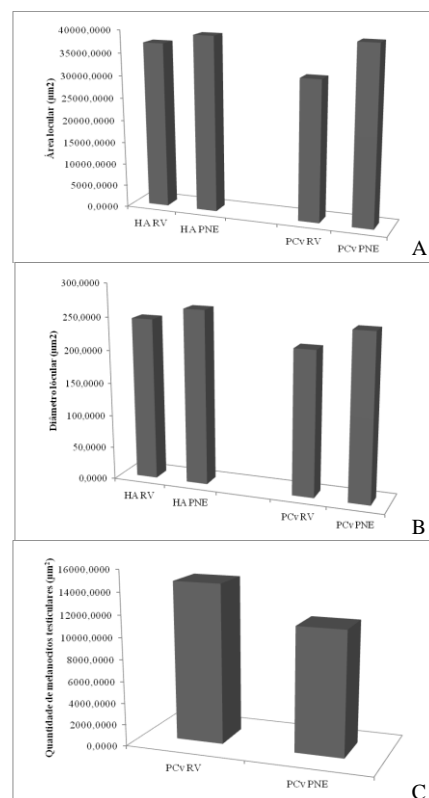 40000,0000
35000,0000
30000,0000
25000,0000
20000,0000
15000,0000
10000,0000
5000,0000
0,0000
Área locular (µm2)
HA RV
HA PNE
PCv RV
PCv PNE
A
300,0000
250,0000
200,0000
150,0000
100,0000
50,0000
0,0000
Diâmetro lócular (µm2)
HA RV
HA PNE
PCv RV
PCv PNE
B
16000,0000
14000,0000
12000,0000
10000,0000
8000,0000
6000,0000
4000,0000
2000,0000
0,0000
Quantidade de melanocitos testiculares (µm²)
PCv RV
PCv PNE
C